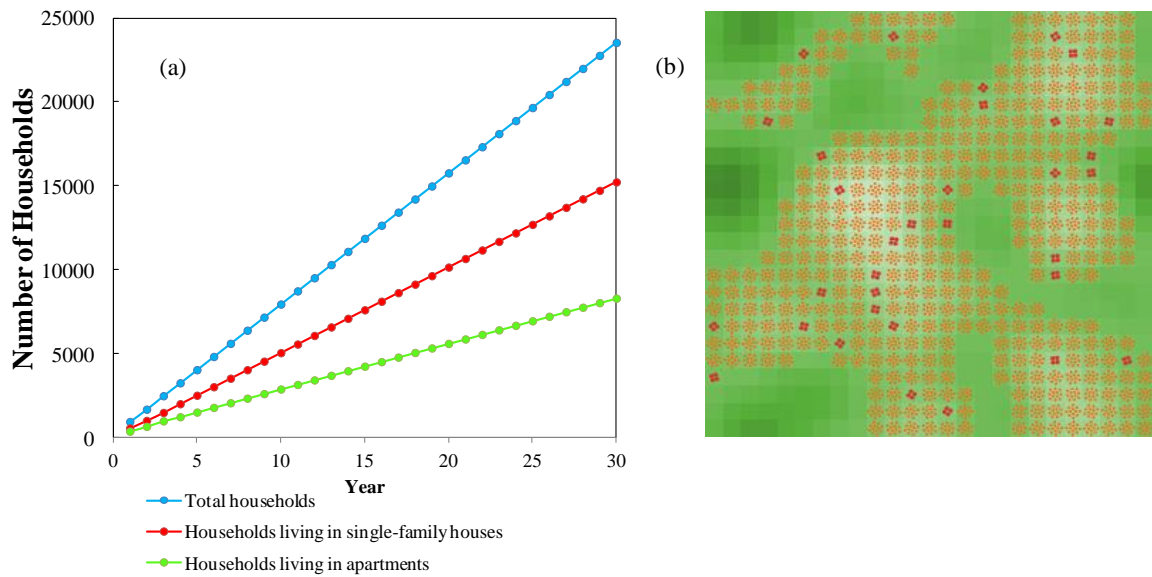 25000
20000
15000
10000
5000
0
Number of Households
(a)
0 5 10 15 20 25 30
Year
Total households
Households living in single-family houses
Households living in apartments
(b)